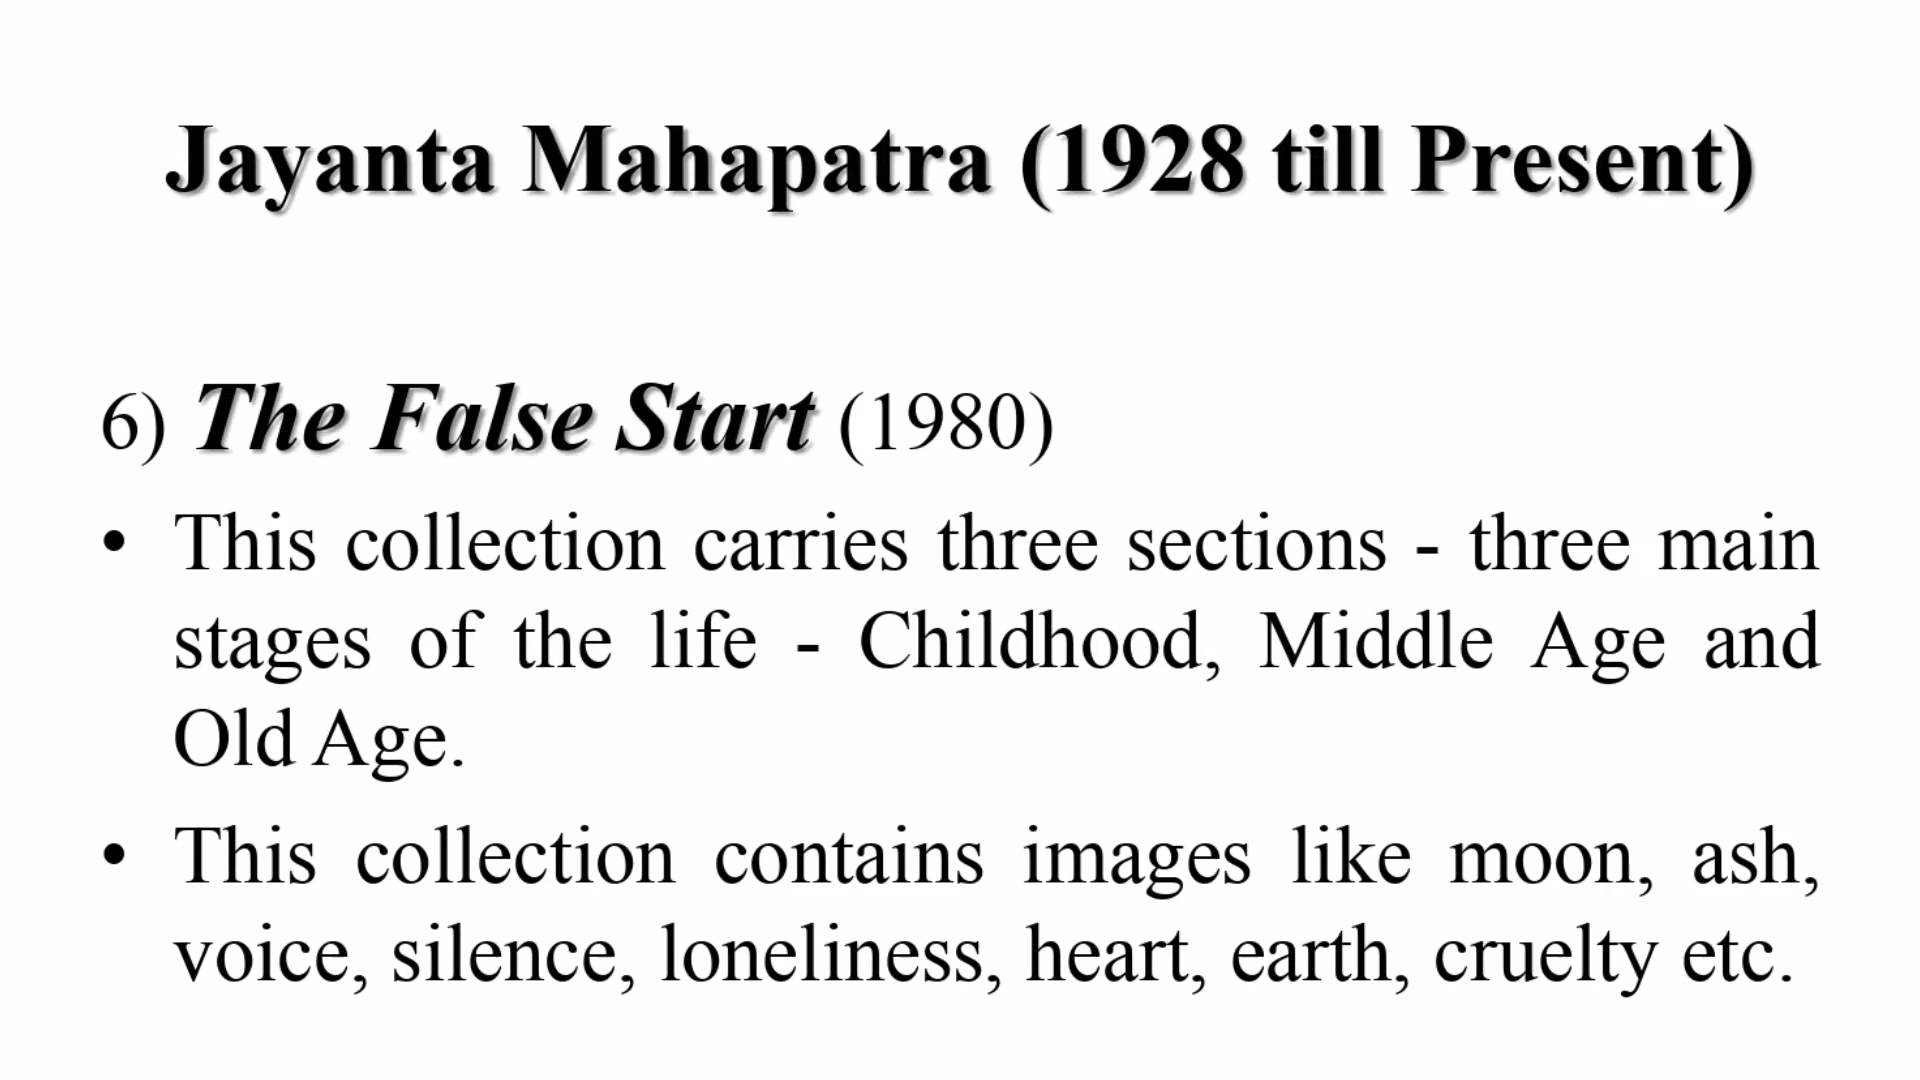 Jayanta Mahapatra (1928 till Present)
6) The False Start (1980)
• This collection carries three sections - three main
stages of the life - Childhood, Middle Age and
Old Age.
• This collection contains images like moon, ash,
voice, silence, loneliness, heart, earth, cruelty etc.